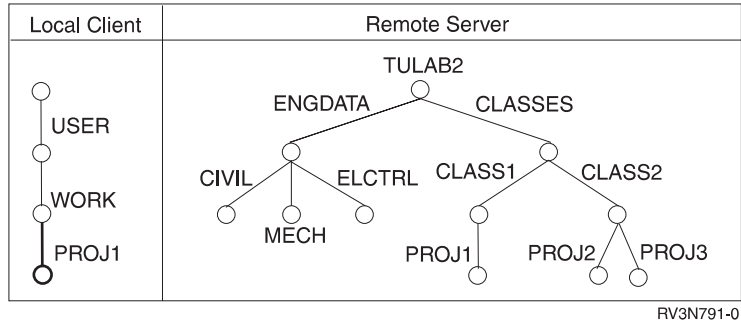 Local Client
Remote Server
TULAB2
ENGDATA
CLASSES
USER
CIVIL
ELCTRL
CLASS1
CLASS2
WORK
MECH
PROJ1
PROJ1
PROJ2
PROJ3
RV3N791-0